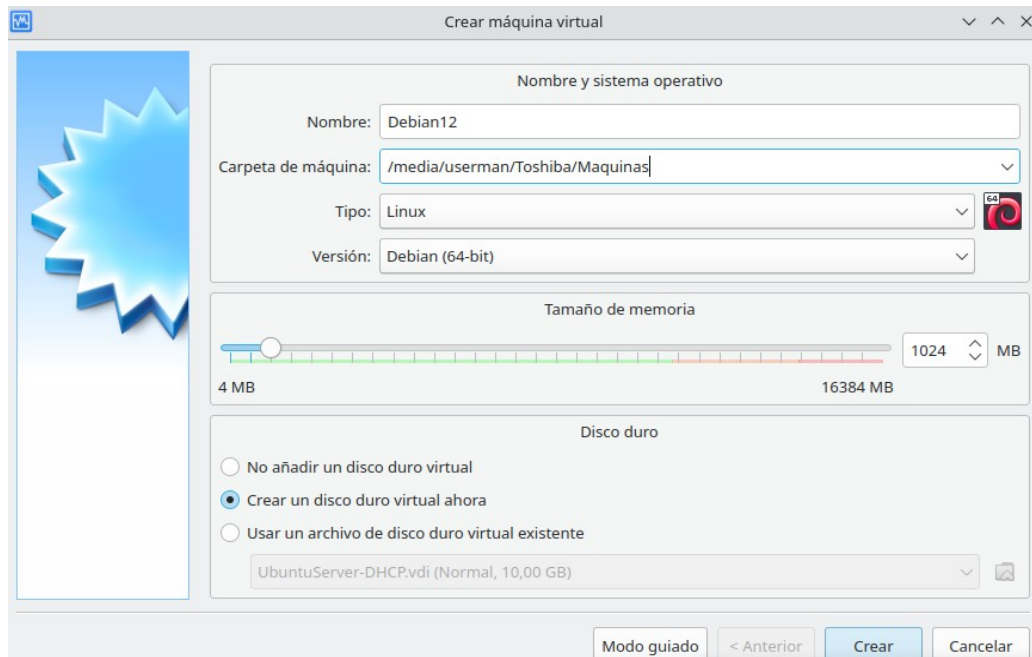 Crear máquina virtual
Nombre y sistema operativo
Nombre: Debian12
Carpeta de máquina: /media/userman/Toshiba/Maquinas
Tipo: Linux
64
Versión: Debian (64-bit)
Tamaño de memoria
1024 MB
4 MB 16384 MB
Disco duro
No añadir un disco duro virtual
Crear un disco duro virtual ahora
Usar un archivo de disco duro virtual existente
UbuntuServer-DHCP.vdi (Normal, 10,00 GB)
Modo guiado < Anterior Crear Cancelar